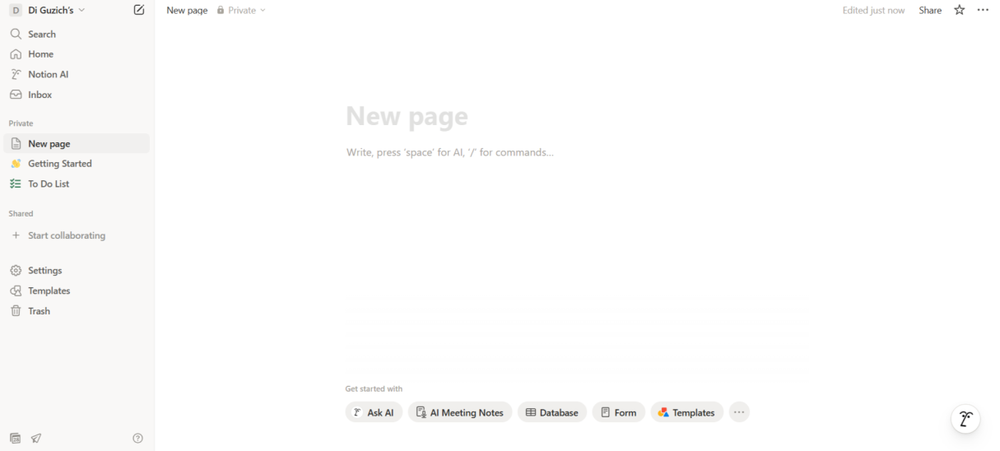 D Di Guzich's
New page Private
Edited just now Share
Search
Home
Notion AI
Inbox
Private
New page
Getting Started
To Do List
Shared
+ Start collaborating
Settings
Templates
Trash
New page
Write, press 'space' for AI, '/' for commands...
Get started with
Ask AI AI Meeting Notes Database Form Templates ...